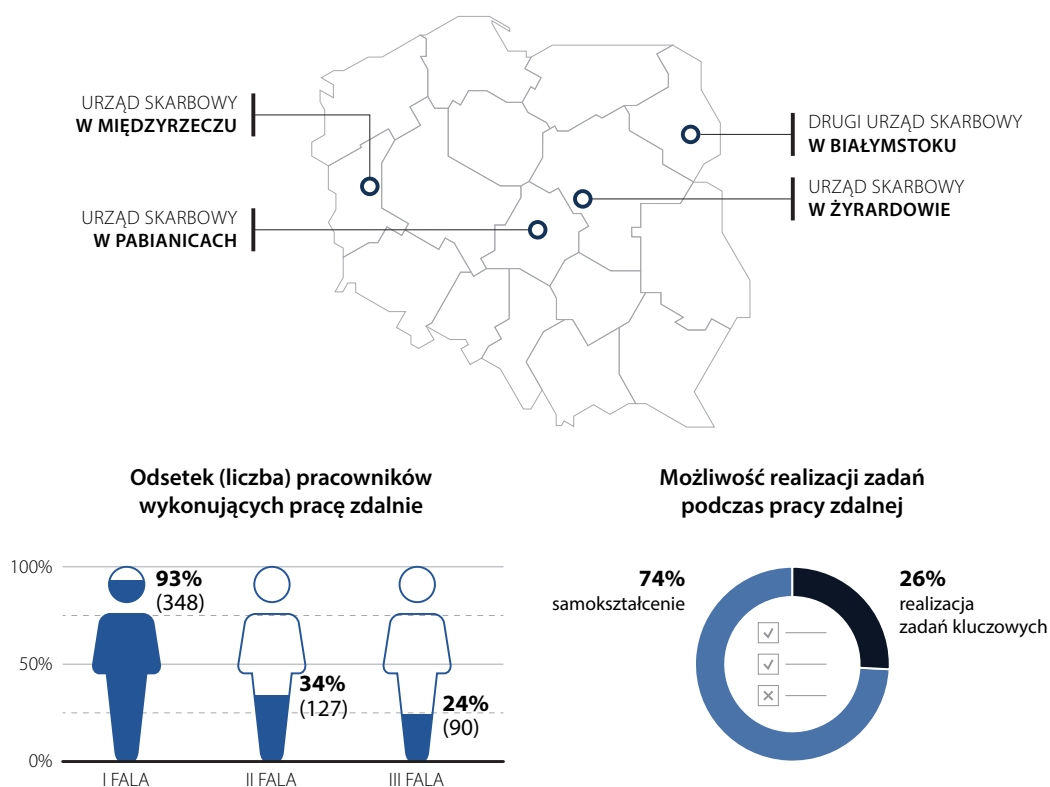 URZĄD SKARBOWY
W MIĘDZYRZECZU
URZĄD SKARBOWY
W PABIANICACH
DRUGI URZĄD SKARBOWY
W BIAŁYMSTOKU
URZĄD SKARBOWY
W ŻYRARDOWIE
Odsetek (liczba) pracowników
wykonujących pracę zdalnie
100%
50%
0%
93%
(348)
34%
(127)
24%
(90)
I FALA
II FALA
III FALA
Możliwość realizacji zadań
podczas pracy zdalnej
74%
samokształcenie
26%
realizacja
zadań kluczowych